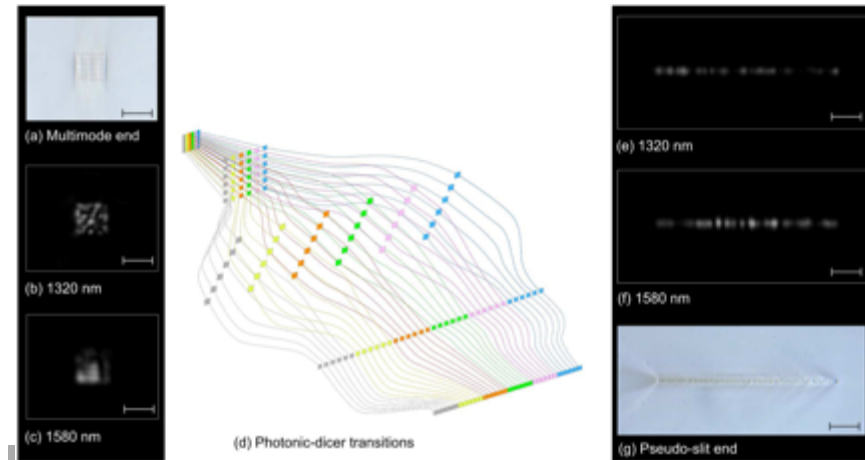 (a) Multimode end
(b) 1320 nm
(c) 1580 nm
(d) Photonic-dicer transitions
(e) 1320 nm
(f) 1580 nm
(g) Pseudo-slit end